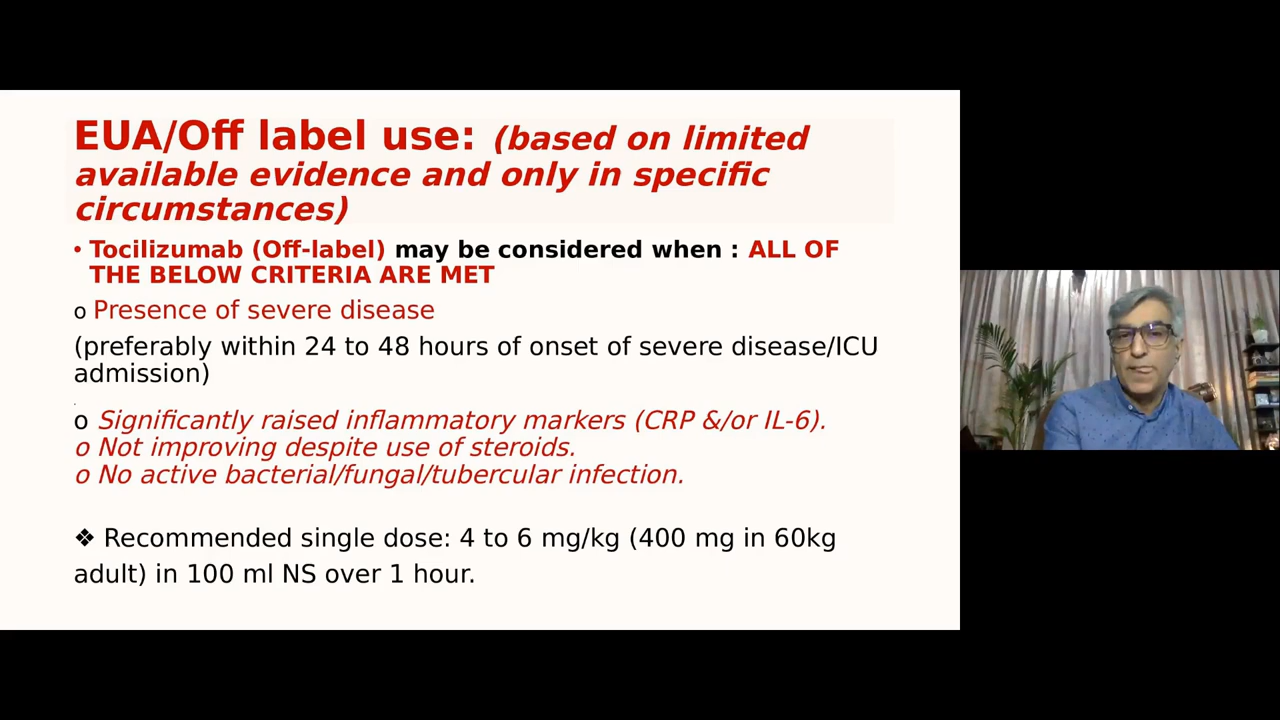 EUA/Off label use: (based on limited
available evidence and only in specific
circumstances)
• Tocilizumab (Off-label) may be considered when : ALL OF
THE BELOW CRITERIA ARE MET
o Presence of severe disease
(preferably within 24 to 48 hours of onset of severe disease/ICU
admission)
.
o Significantly raised inflammatory markers (CRP &/or IL-6).
o Not improving despite use of steroids.
o No active bacterial/fungal/tubercular infection.
❖ Recommended single dose: 4 to 6 mg/kg (400 mg in 60kg
adult) in 100 ml NS over 1 hour.